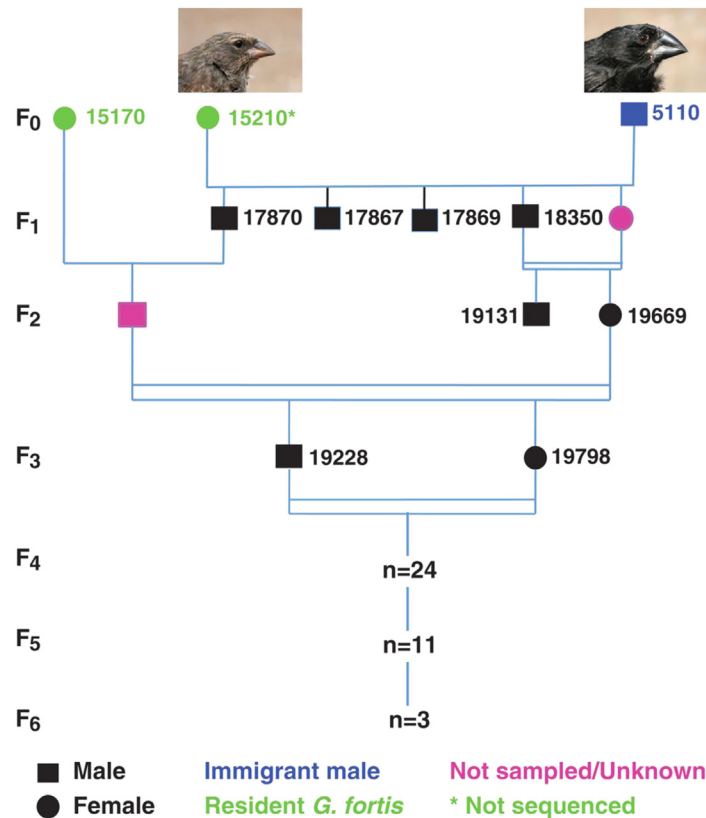 F0 15170 15210* 5110
F1 17870 17867 17869 18350
F2 19131 19669
F3 19228 19798
F4 n=24
F5 n=11
F6 n=3
Male Immigrant male Not sampled/Unknown
Female Resident G. fortis * Not sequenced